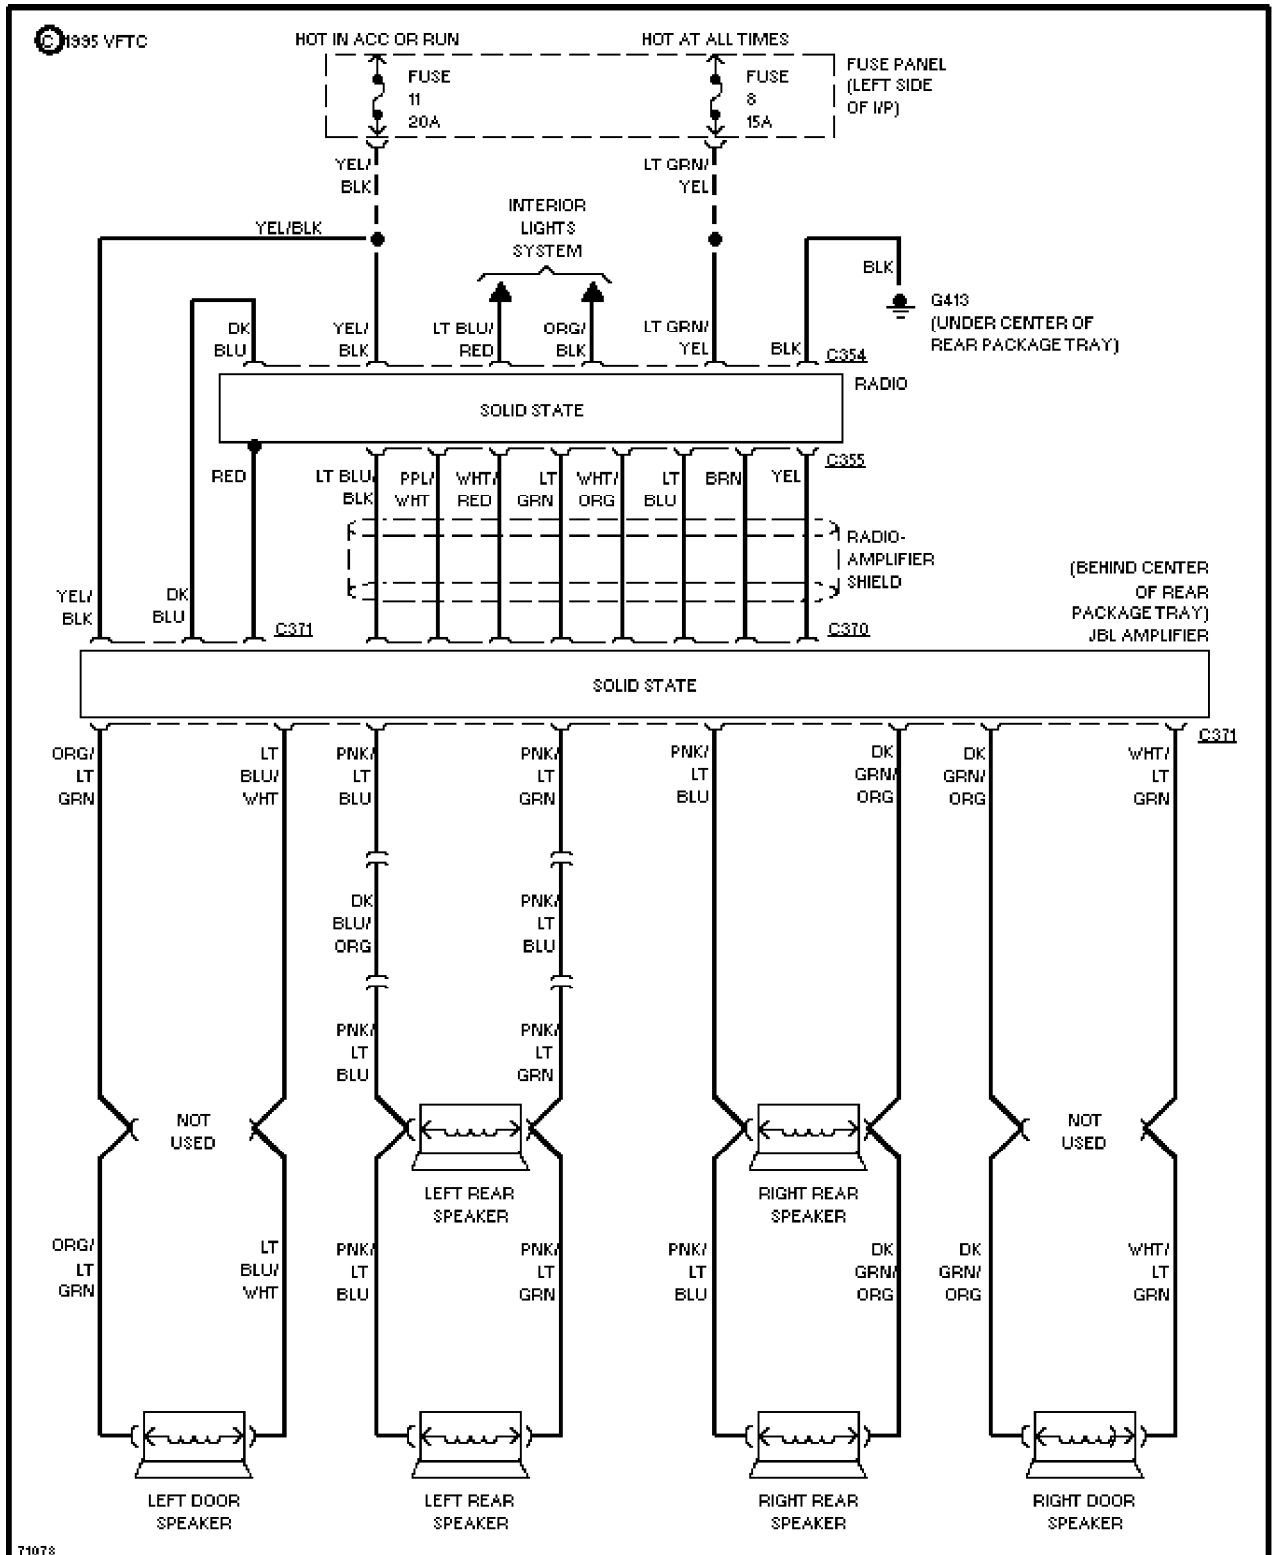 © 1995 VFTC
HOT IN ACC OR RUN
HOT AT ALL TIMES
FUSE
11
20A
FUSE
8
15A
FUSE PANEL
(LEFT SIDE
OF I/P)
YEL/
BLK
LT GRN/
YEL
YEL/BLK
INTERIOR
LIGHTS
SYSTEM
BLK
G413
(UNDER CENTER OF
REAR PACKAGE TRAY)
DK
BLU
YEL/
BLK
LT BLU/
RED
ORG/
BLK
LT GRN/
YEL
BLK
C354
RADIO
SOLID STATE
C355
RED
LT BLU/
BLK
PPL/
WHT
WHT/
RED
LT
GRN
WHT/
ORG
LT
BLU
BRN
YEL
RADIO-
AMPLIFIER
SHIELD
YEL/
BLK
DK
BLU
C371
C370
(BEHIND CENTER
OF REAR
PACKAGE TRAY)
JBL AMPLIFIER
SOLID STATE
C371
ORG/
LT
GRN
LT
BLU/
WHT
PNK/
LT
BLU
PNK/
LT
GRN
PNK/
LT
BLU
DK
GRN/
ORG
DK
GRN/
ORG
WHT/
LT
GRN
DK
BLU/
ORG
PNK/
LT
BLU
PNK/
LT
BLU
PNK/
LT
GRN
NOT
USED
NOT
USED
LEFT REAR
SPEAKER
RIGHT REAR
SPEAKER
ORG/
LT
GRN
LT
BLU/
WHT
PNK/
LT
BLU
PNK/
LT
GRN
PNK/
LT
BLU
DK
GRN/
ORG
DK
GRN/
ORG
WHT/
LT
GRN
LEFT DOOR
SPEAKER
LEFT REAR
SPEAKER
RIGHT REAR
SPEAKER
RIGHT DOOR
SPEAKER
71078